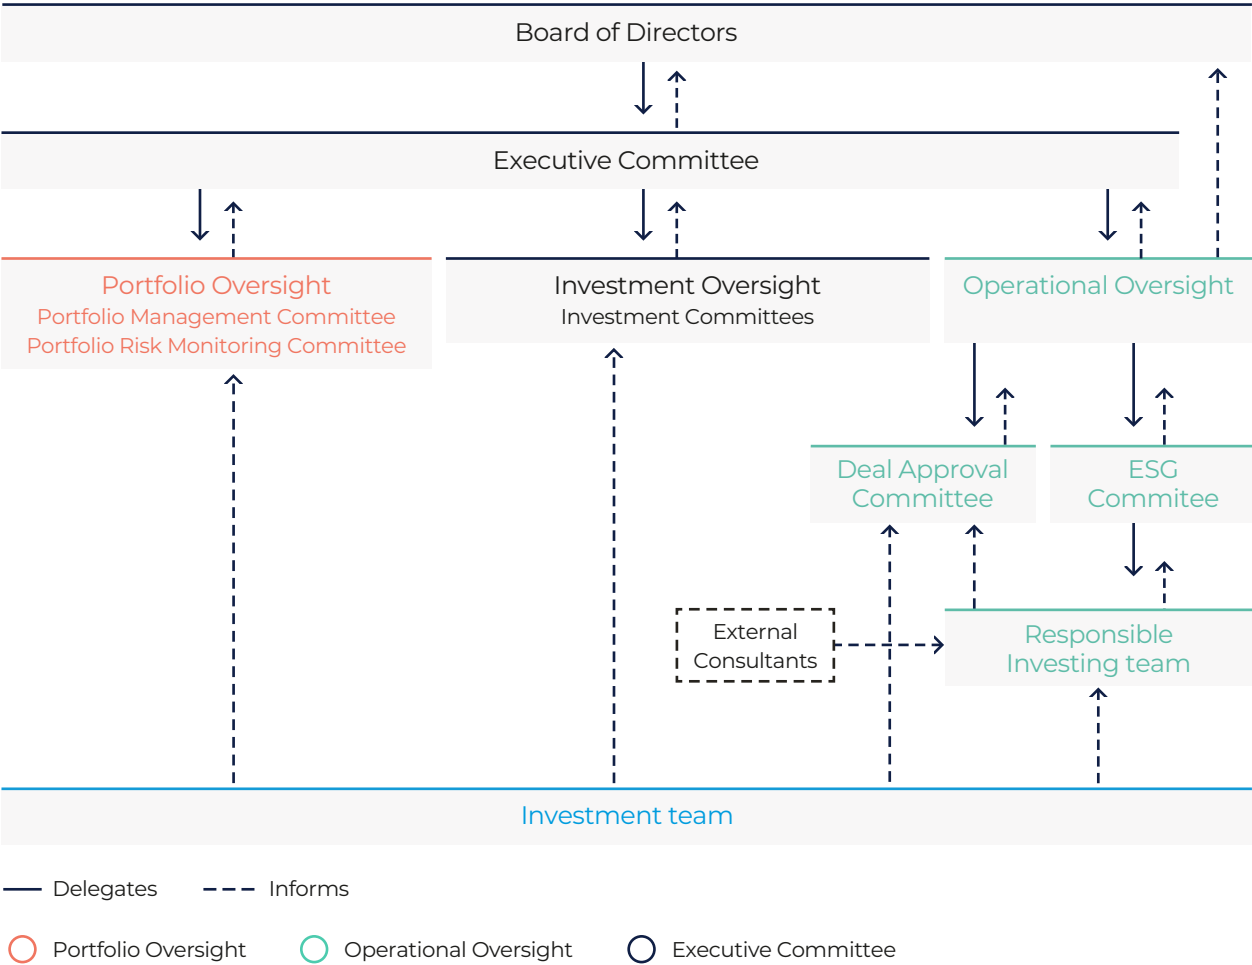 Board of Directors
Executive Committee
Portfolio Oversight
Portfolio Management Committee
Portfolio Risk Monitoring Committee
Investment Oversight
Investment Committees
Operational Oversight
Deal Approval
Committee
ESG
Commitee
External
Consultants
Responsible
Investing team
Investment team
Delegates
Informs
Portfolio Oversight
Operational Oversight
Executive Committee